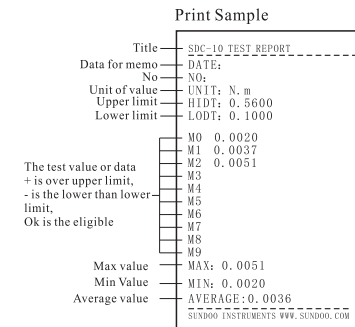 Print Sample
Title SDC-10 TEST REPORT
Data for memo DATE:
No NO:
Unit of value UNIT: N.m
Upper limit HIDT: 0.5600
Lower limit LODT: 0.1000
M0 0.0020
M1 0.0037
M2 0.0051
M3
M4
M5
M6
M7
M8
M9
The test value or data
+ is over upper limit,
- is the lower than lower
limit,
Ok is the eligible
Max value MAX: 0.0051
Min Value MIN: 0.0020
Average value AVERAGE:0.0036
SUNDOO INSTRUMENTS WWW.SUNDOO.COM